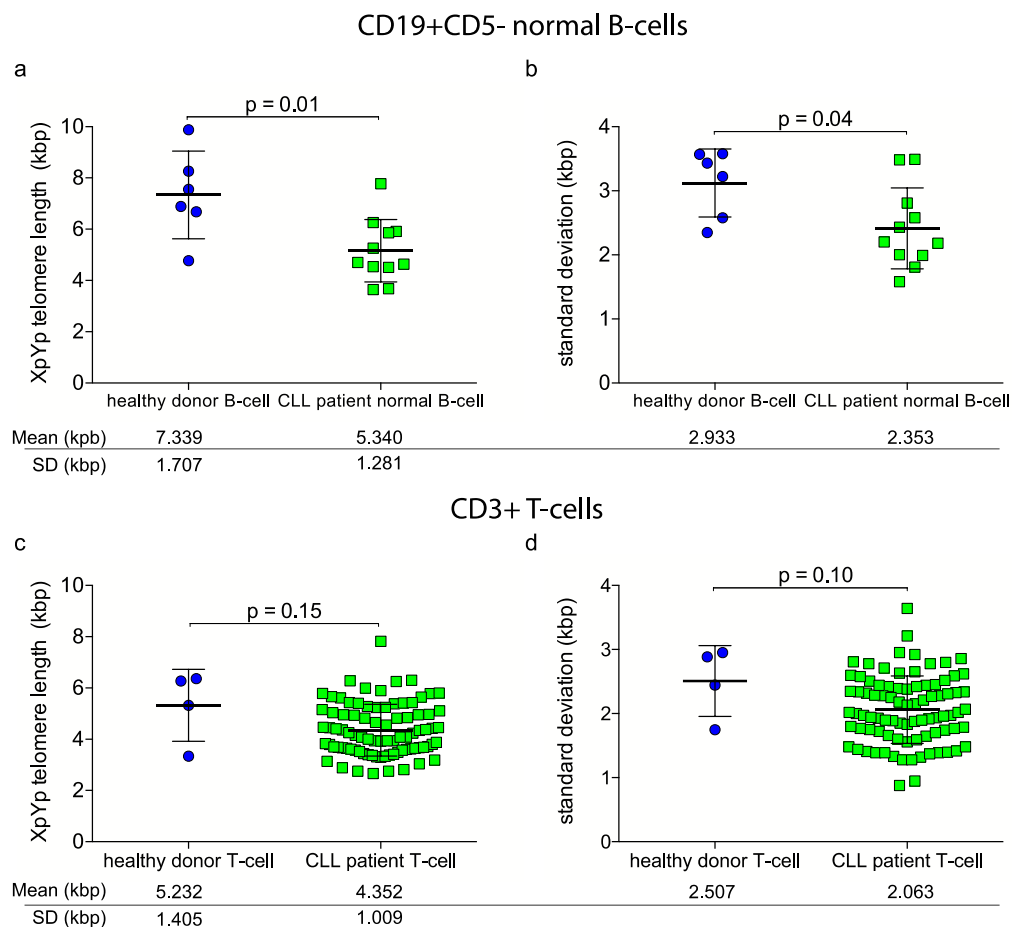 CD19+CD5- normal B-cells
a
b
p = 0.01
p = 0.04
XpYp telomere length (kbp)
10
8
6
4
2
0
standard deviation (kbp)
4
3
2
1
0
healthy donor B-cell CLL patient normal B-cell
healthy donor B-cell CLL patient normal B-cell
Mean (kpb) 7.339 5.340 2.933 2.353
SD (kbp) 1.707 1.281
CD3+ T-cells
c
d
p = 0.15
p = 0.10
XpYp telomere length (kbp)
10
8
6
4
2
0
standard deviation (kbp)
4
3
2
1
0
healthy donor T-cell CLL patient T-cell
healthy donor T-cell CLL patient T-cell
Mean (kbp) 5.232 4.352 2.507 2.063
SD (kbp) 1.405 1.009